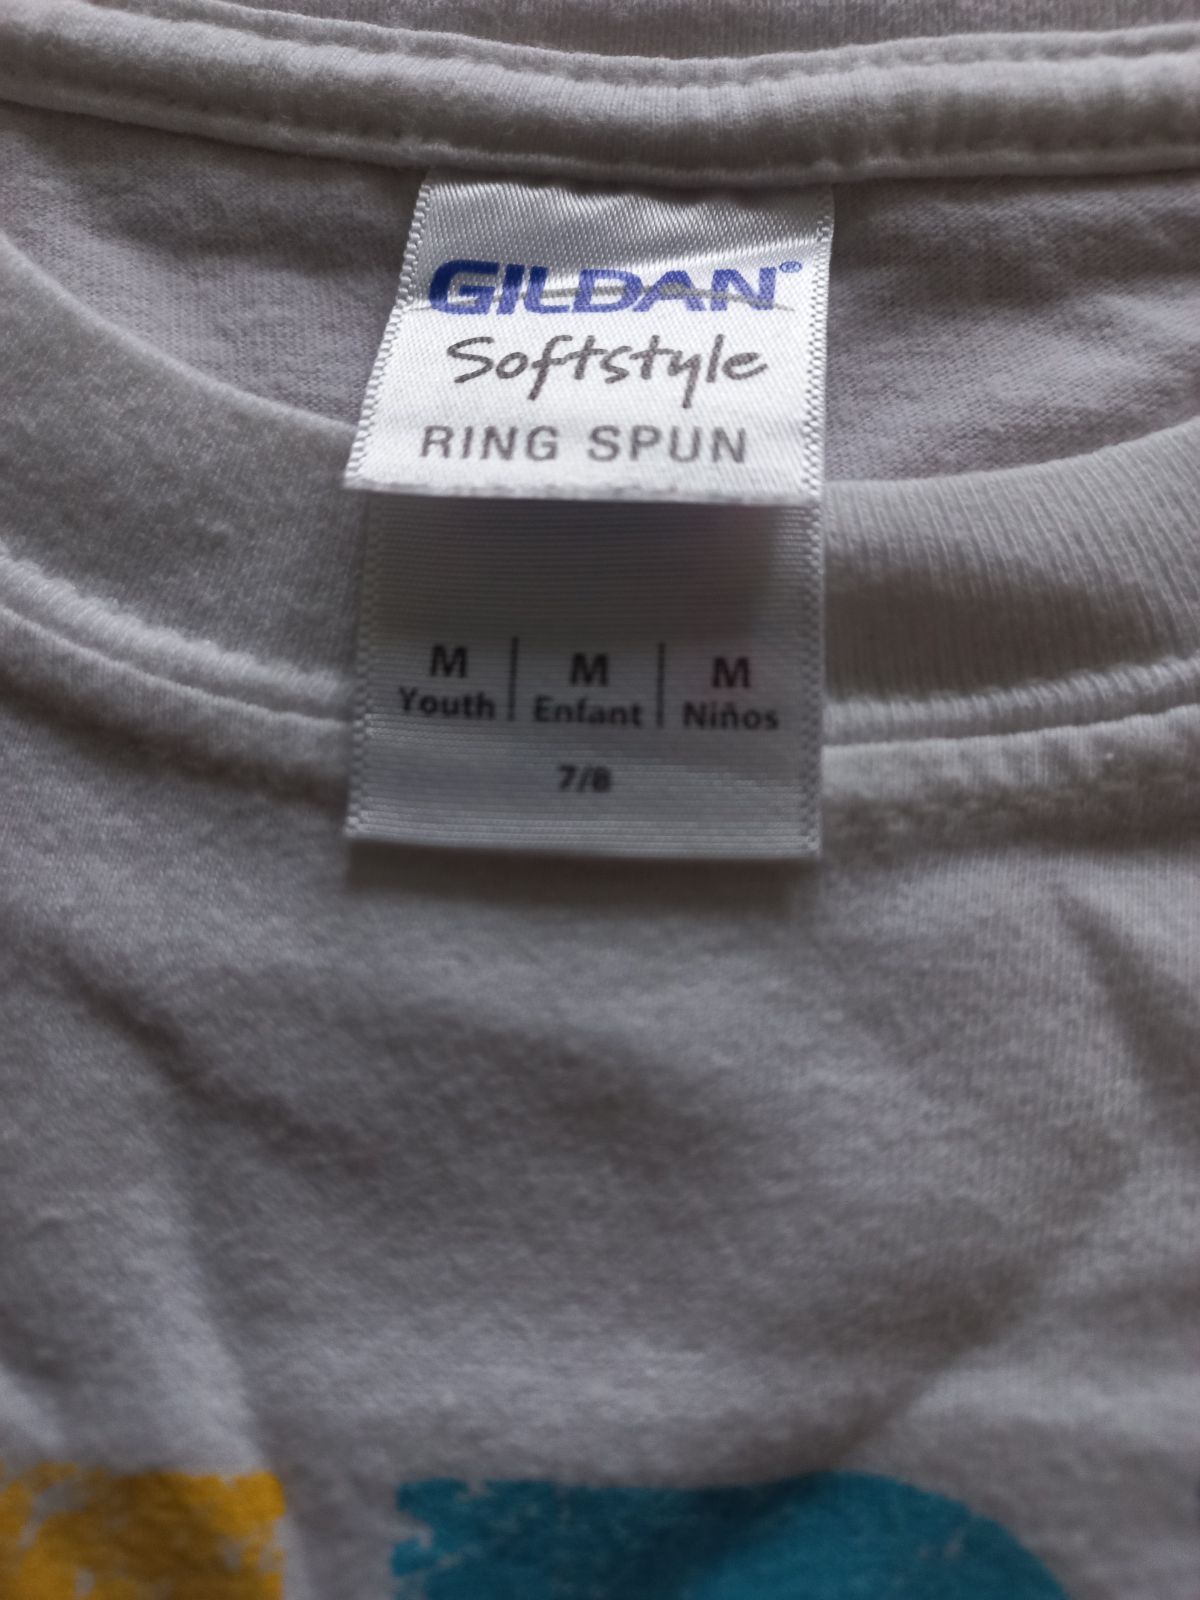 GILDAN®
Softstyle
RING SPUN
M | M | M
Youth | Enfant | Niños
7/8